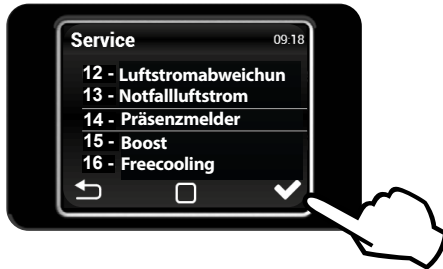 Service 09:18
12 - Luftstromabweichun
13 - Notfallluftstrom
14 - Präsenzmelder
15 - Boost
16 - Freecooling